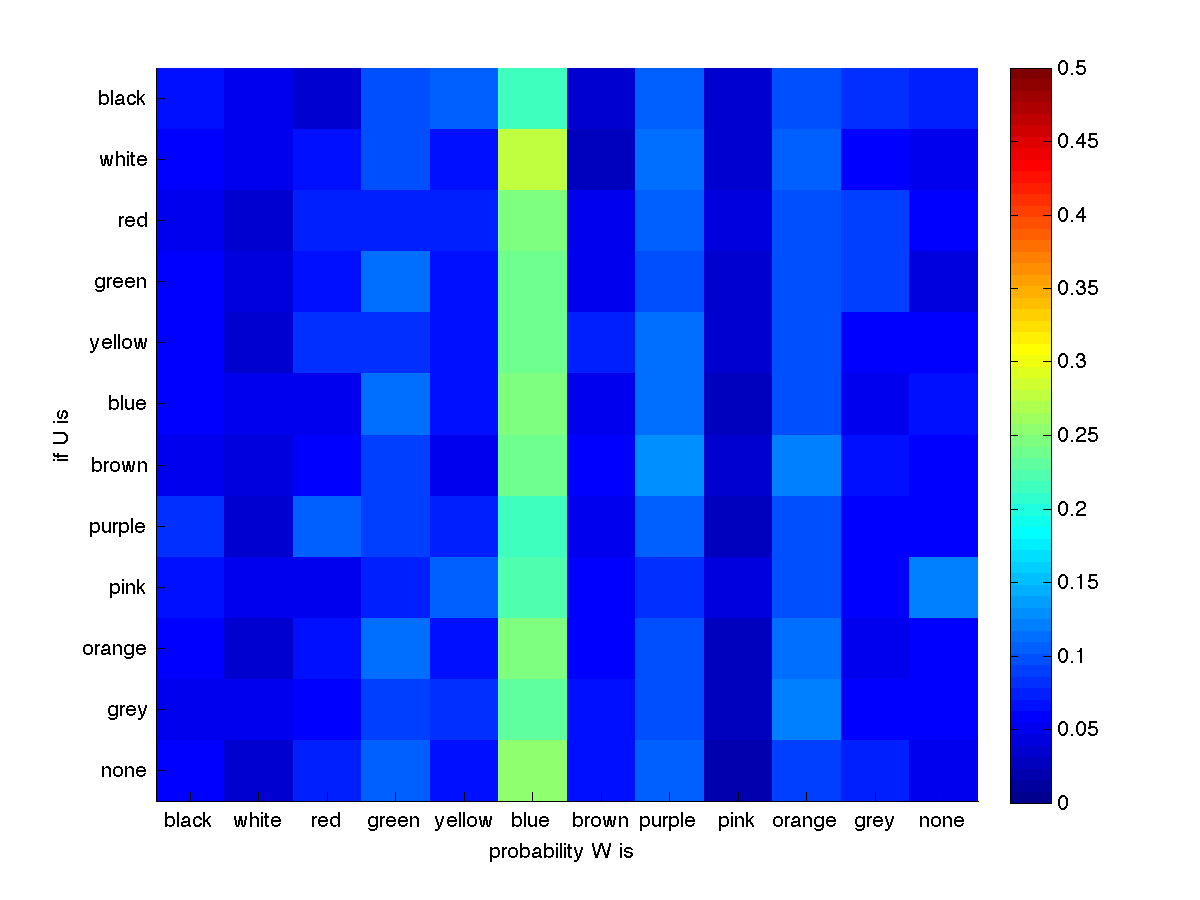 black
white
red
green
yellow
blue
brown
purple
pink
orange
grey
none
if U is
black white red green yellow blue brown purple pink orange grey none
probability W is
0.5
0.45
0.4
0.35
0.3
0.25
0.2
0.15
0.1
0.05
0